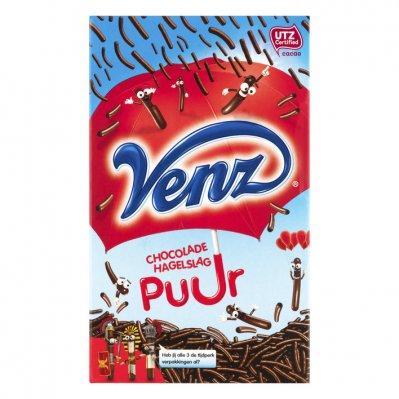 UTZ
Certified
cacao
Venz
®
CHOCOLADE
HAGELSLAG
PUUr
Heb jij alle 3 de tijdperk
verpakkingen al?